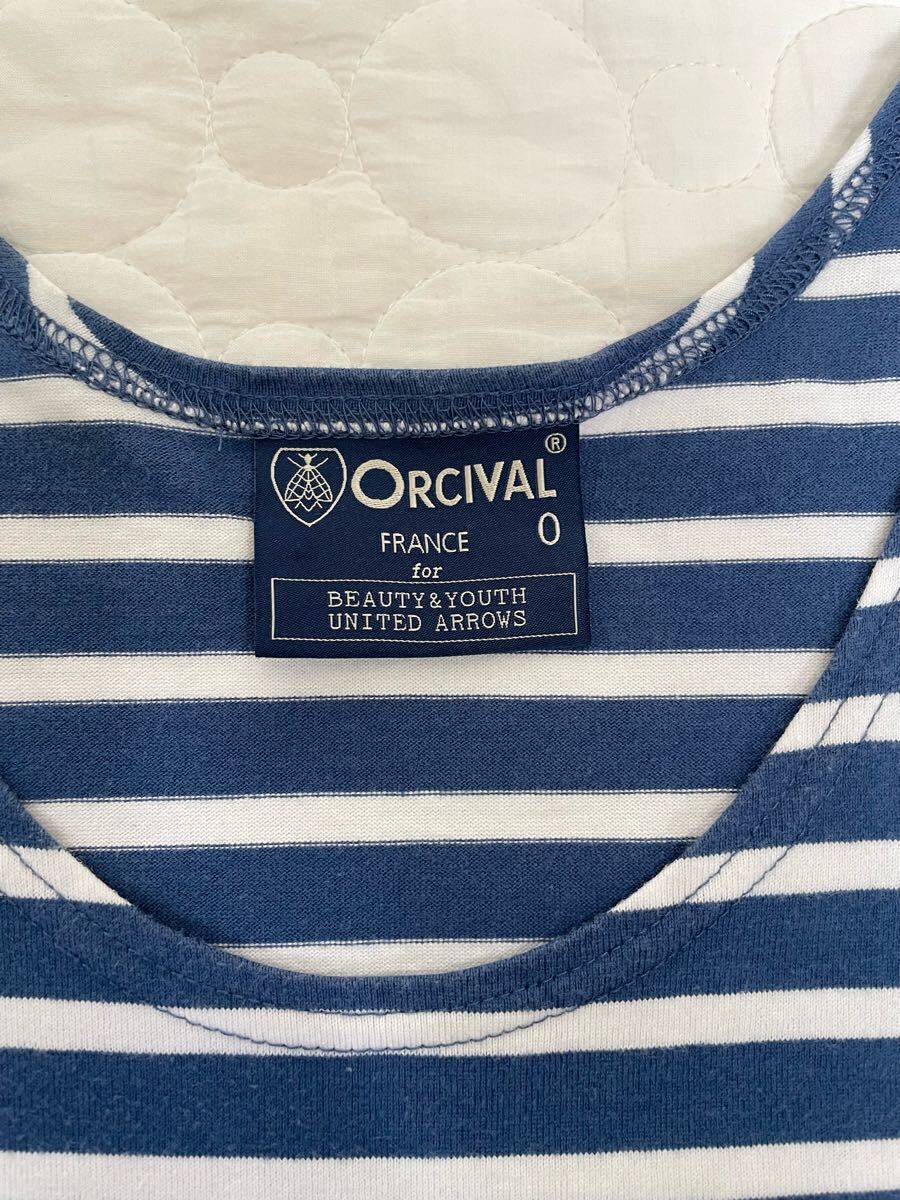 ORCIVAL®
FRANCE 0
for
BEAUTY&YOUTH
UNITED ARROWS